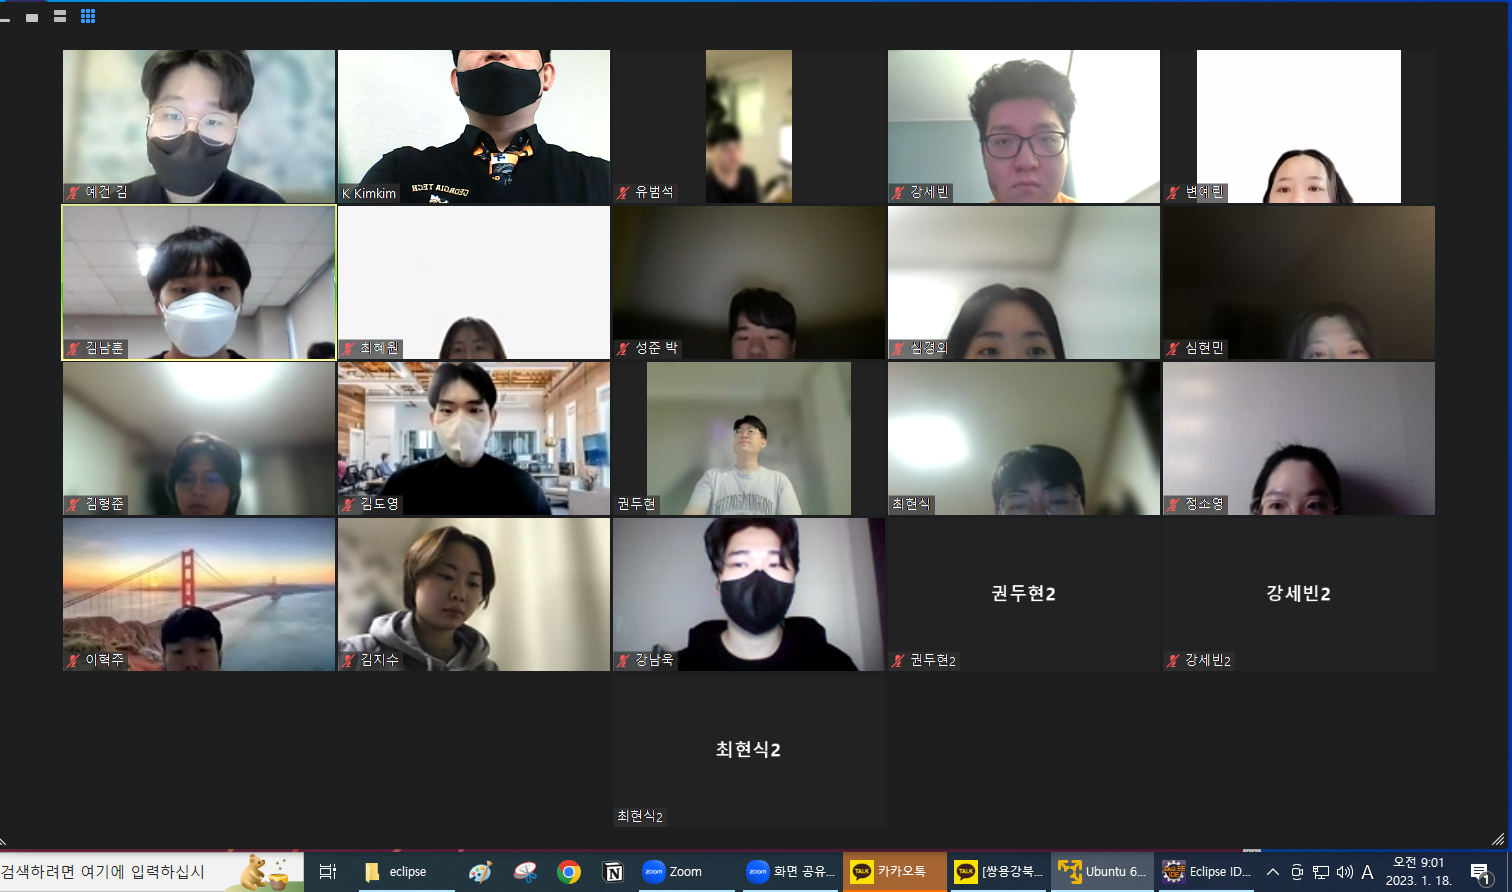 예건 김
K Kimkim
GEORGIA TECH
유범석
강세빈
변예린
김남훈
최혜원
성준 박
심경외
심현민
김형준
김도영
권두현
최현식
정소영
이혁주
김지수
강남욱
권두현2
권두현2
강세빈2
강세빈2
최현식2
최현식2
검색하려면 여기에 입력하십시
eclipse
zoom
Zoom
zoom
화면 공유...
TALK
카카오톡
TALK
[쌍용강북...
Ubuntu 6...
Eclipse ID...
A
오전 9:01
2023. 1. 18.
1